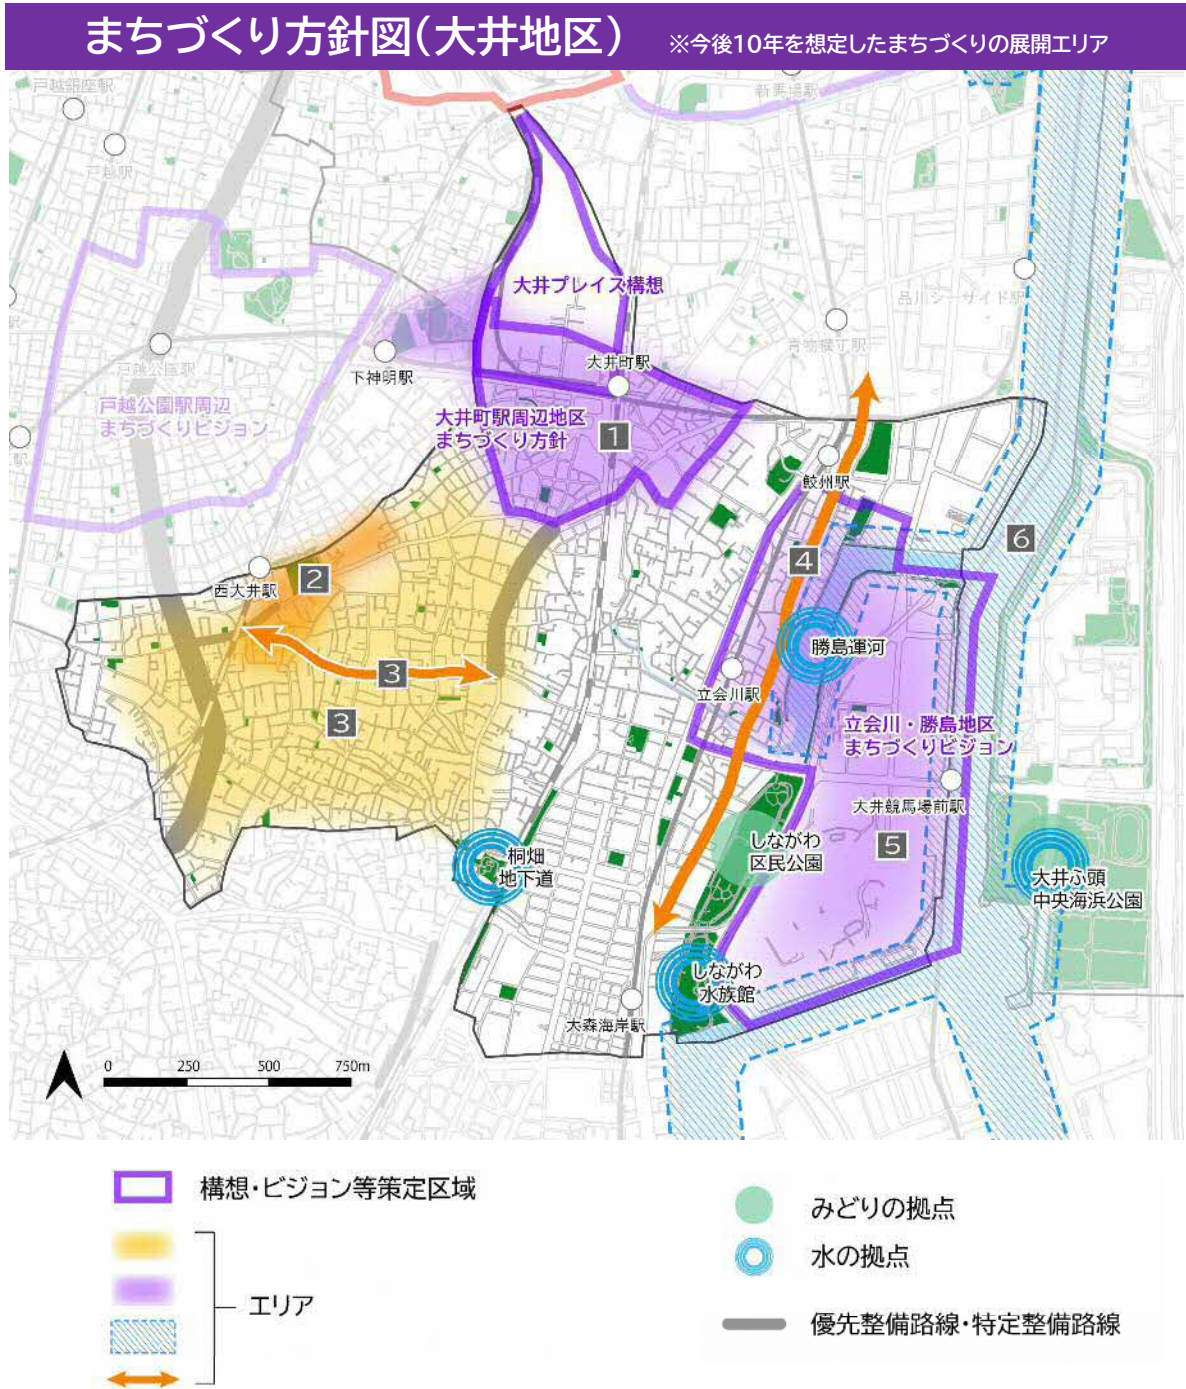 まちづくり方針図(大井地区)
※今後10年を想定したまちづくりの展開エリア
戸越銀座駅
新馬場駅
戸越駅
大井プレイス構想
品川シーサイド駅
青物横丁駅
大井町駅
戸越公園駅
下神明駅
戸越公園駅周辺
まちづくりビジョン
大井町駅周辺地区
まちづくり方針
1
駅
鮫州駅
6
4
2
西大井駅
勝島運河
3
立会川駅
3
立会川・勝島地区
まちづくりビジョン
大井競馬場前駅
しながわ
区民公園
5
桐畑
地下道
大井ふ頭
中央海浜公園
しながわ
水族館
大森海岸駅
0 250 500 750m
構想・ビジョン等策定区域
エリア
みどりの拠点
水の拠点
優先整備路線・特定整備路線